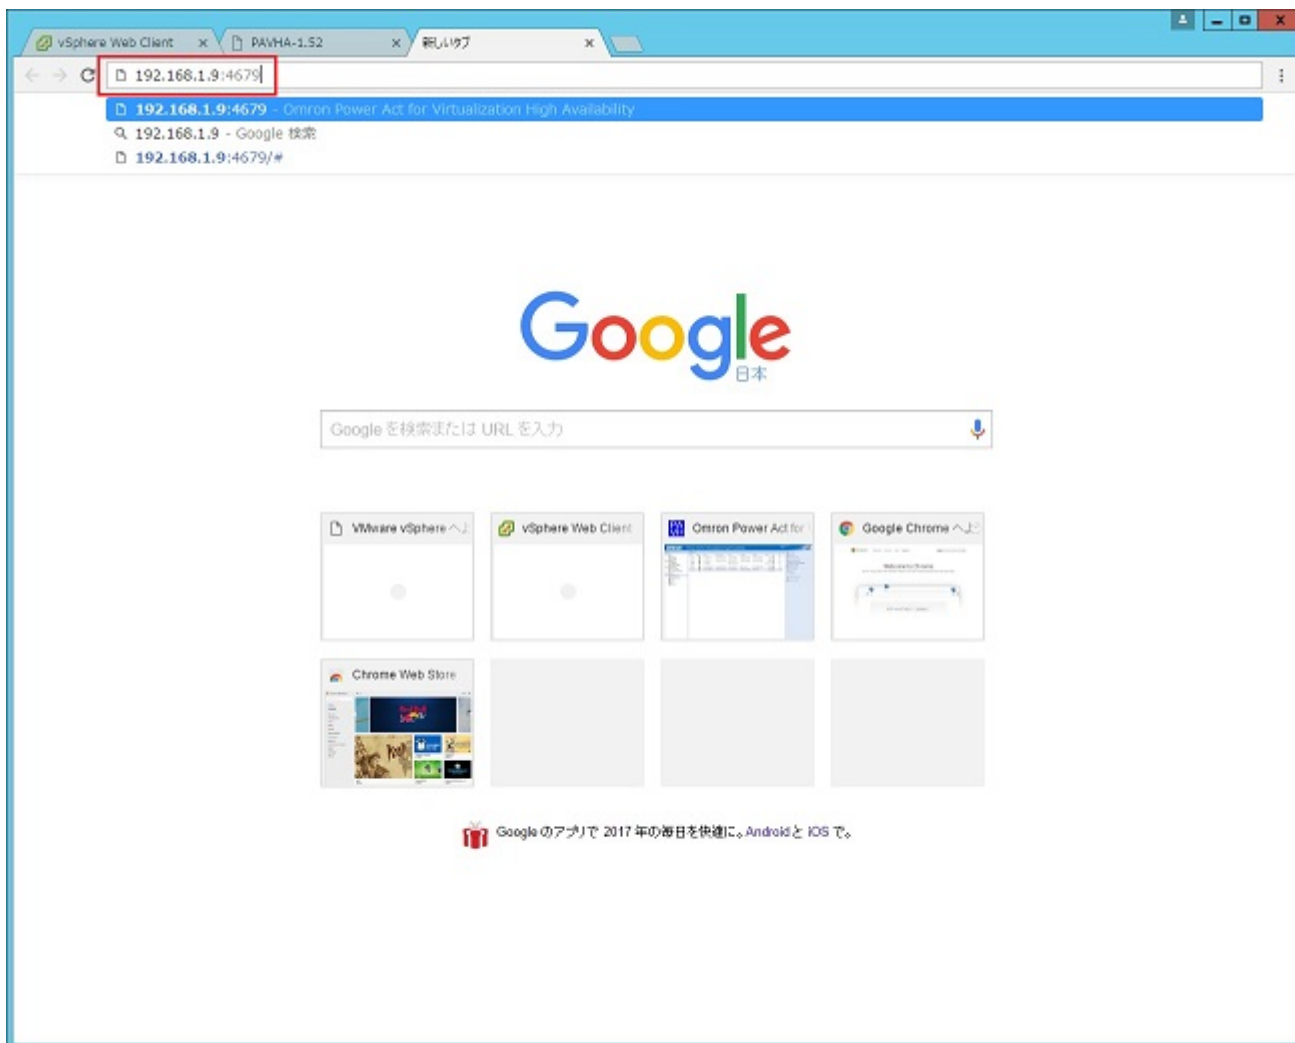 vSphere Web Client
PAVHA-1.52
新しいタブ
192.168.1.9:4679
192.168.1.9:4679 - Omron Power Act for Virtualization High Availability
192.168.1.9 - Google 検索
192.168.1.9:4679/#
Google
日本
Google を検索または URL を入力
VMware vSphere へよ
vSphere Web Client
Omron Power Act for
Google Chrome へよ
Chrome Web Store
Google のアプリで 2017 年の毎日を快適に。Android と iOS で。